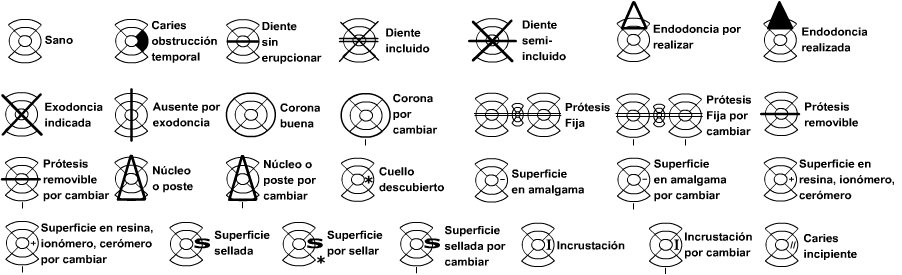 Sano
Caries
obstrucción
temporal
Diente
sin
erupcionar
Diente
incluido
Diente
semi-
incluido
Endodoncia por
realizar
Endodoncia
realizada
Exodoncia
indicada
Ausente por
exodoncia
Corona
buena
Corona
por
cambiar
Prótesis
Fija
Prótesis
Fija por
cambiar
Prótesis
removible
Prótesis
removible
por cambiar
Núcleo
o poste
Núcleo o
poste por
cambiar
Cuello
descubierto
Superficie
en amalgama
Superficie
en amalgama
por cambiar
Superficie en
resina, ionómero,
cerómero
Superficie en resina,
ionómero, cerómero
por cambiar
Superficie
sellada
Superficie
por sellar
Superficie
sellada por
cambiar
Incrustación
Incrustación
por cambiar
Caries
incipiente